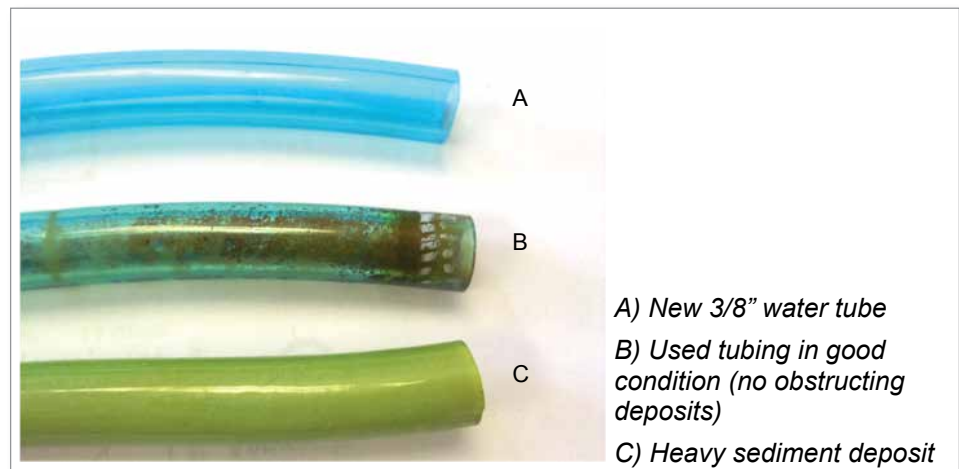 A
B
C
A) New 3/8” water tube
B) Used tubing in good
condition (no obstructing
deposits)
C) Heavy sediment deposit